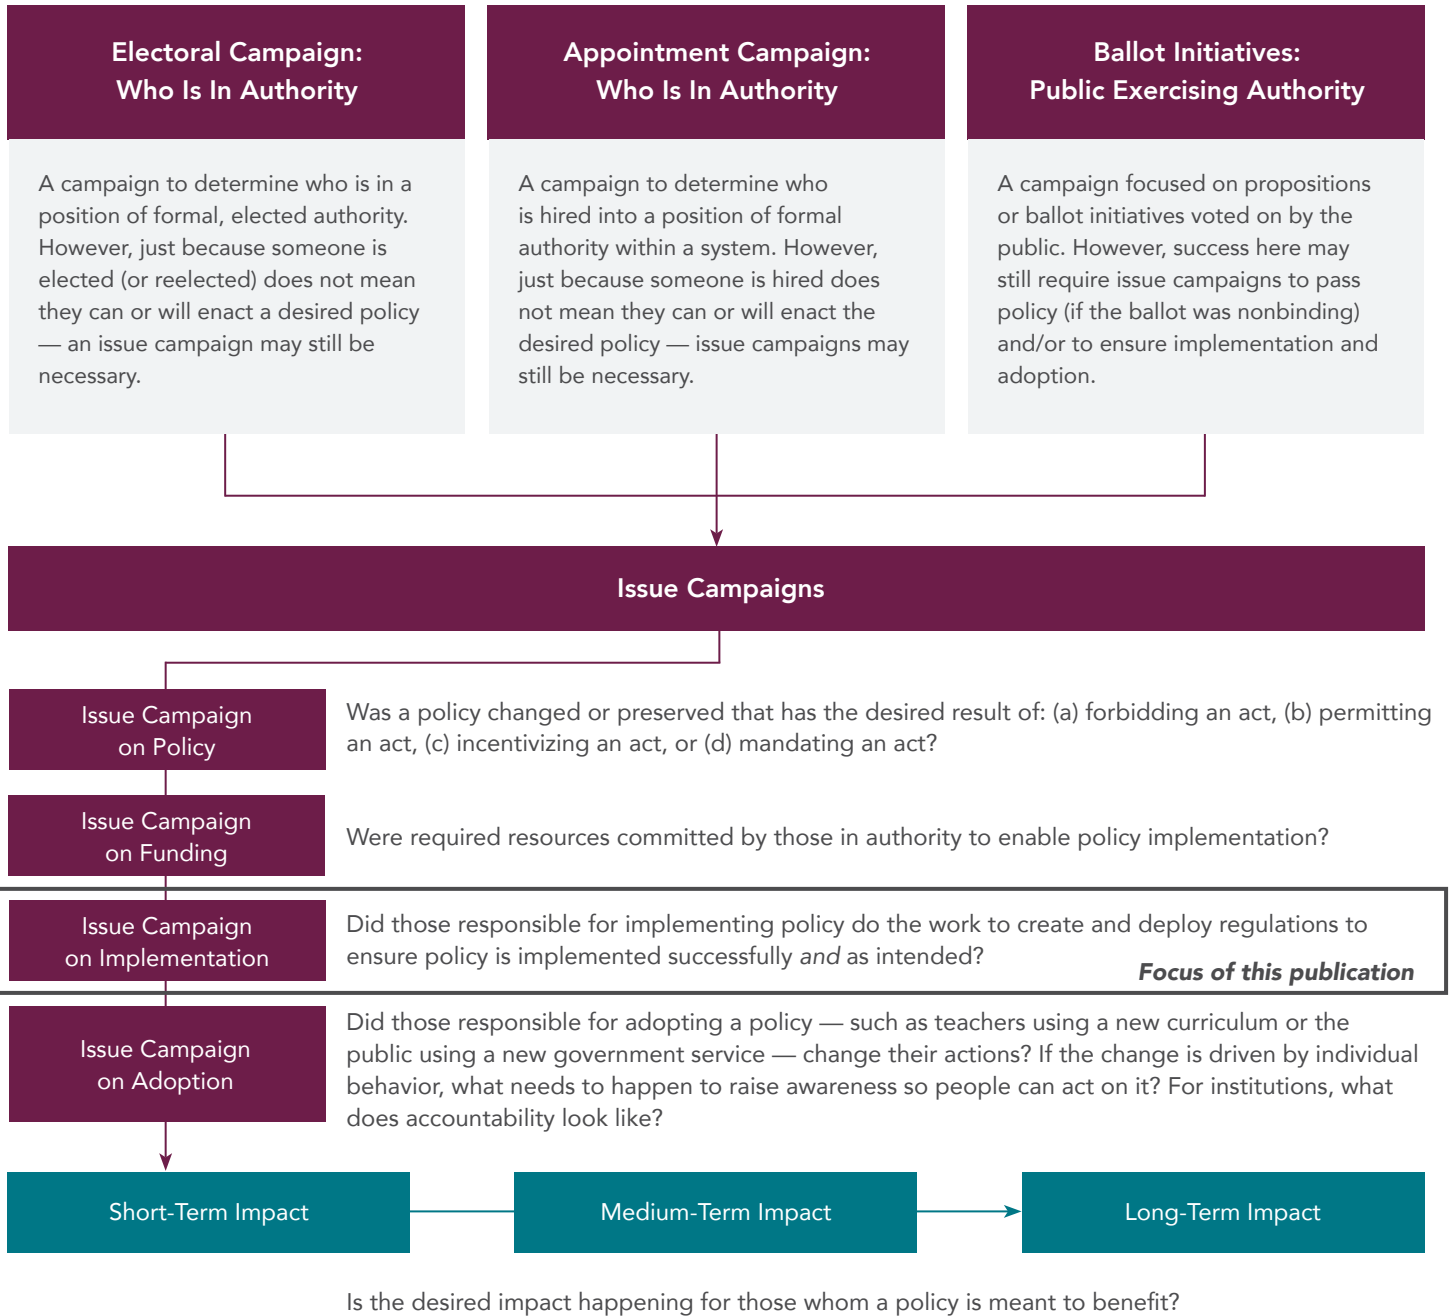 Electoral Campaign:
Who Is In Authority
A campaign to determine who is in a
position of formal, elected authority.
However, just because someone is
elected (or reelected) does not mean
they can or will enact a desired policy
— an issue campaign may still be
necessary.
Appointment Campaign:
Who Is In Authority
A campaign to determine who
is hired into a position of formal
authority within a system. However,
just because someone is hired does
not mean they can or will enact the
desired policy — issue campaigns may
still be necessary.
Ballot Initiatives:
Public Exercising Authority
A campaign focused on propositions
or ballot initiatives voted on by the
public. However, success here may
still require issue campaigns to pass
policy (if the ballot was nonbinding)
and/or to ensure implementation and
adoption.
Issue Campaigns
Issue Campaign
on Policy
Was a policy changed or preserved that has the desired result of: (a) forbidding an act, (b) permitting
an act, (c) incentivizing an act, or (d) mandating an act?
Issue Campaign
on Funding
Were required resources committed by those in authority to enable policy implementation?
Issue Campaign
on Implementation
Did those responsible for implementing policy do the work to create and deploy regulations to
ensure policy is implemented successfully and as intended?
Focus of this publication
Issue Campaign
on Adoption
Did those responsible for adopting a policy — such as teachers using a new curriculum or the
public using a new government service — change their actions? If the change is driven by individual
behavior, what needs to happen to raise awareness so people can act on it? For institutions, what
does accountability look like?
Short-Term Impact
Medium-Term Impact
Long-Term Impact
Is the desired impact happening for those whom a policy is meant to benefit?